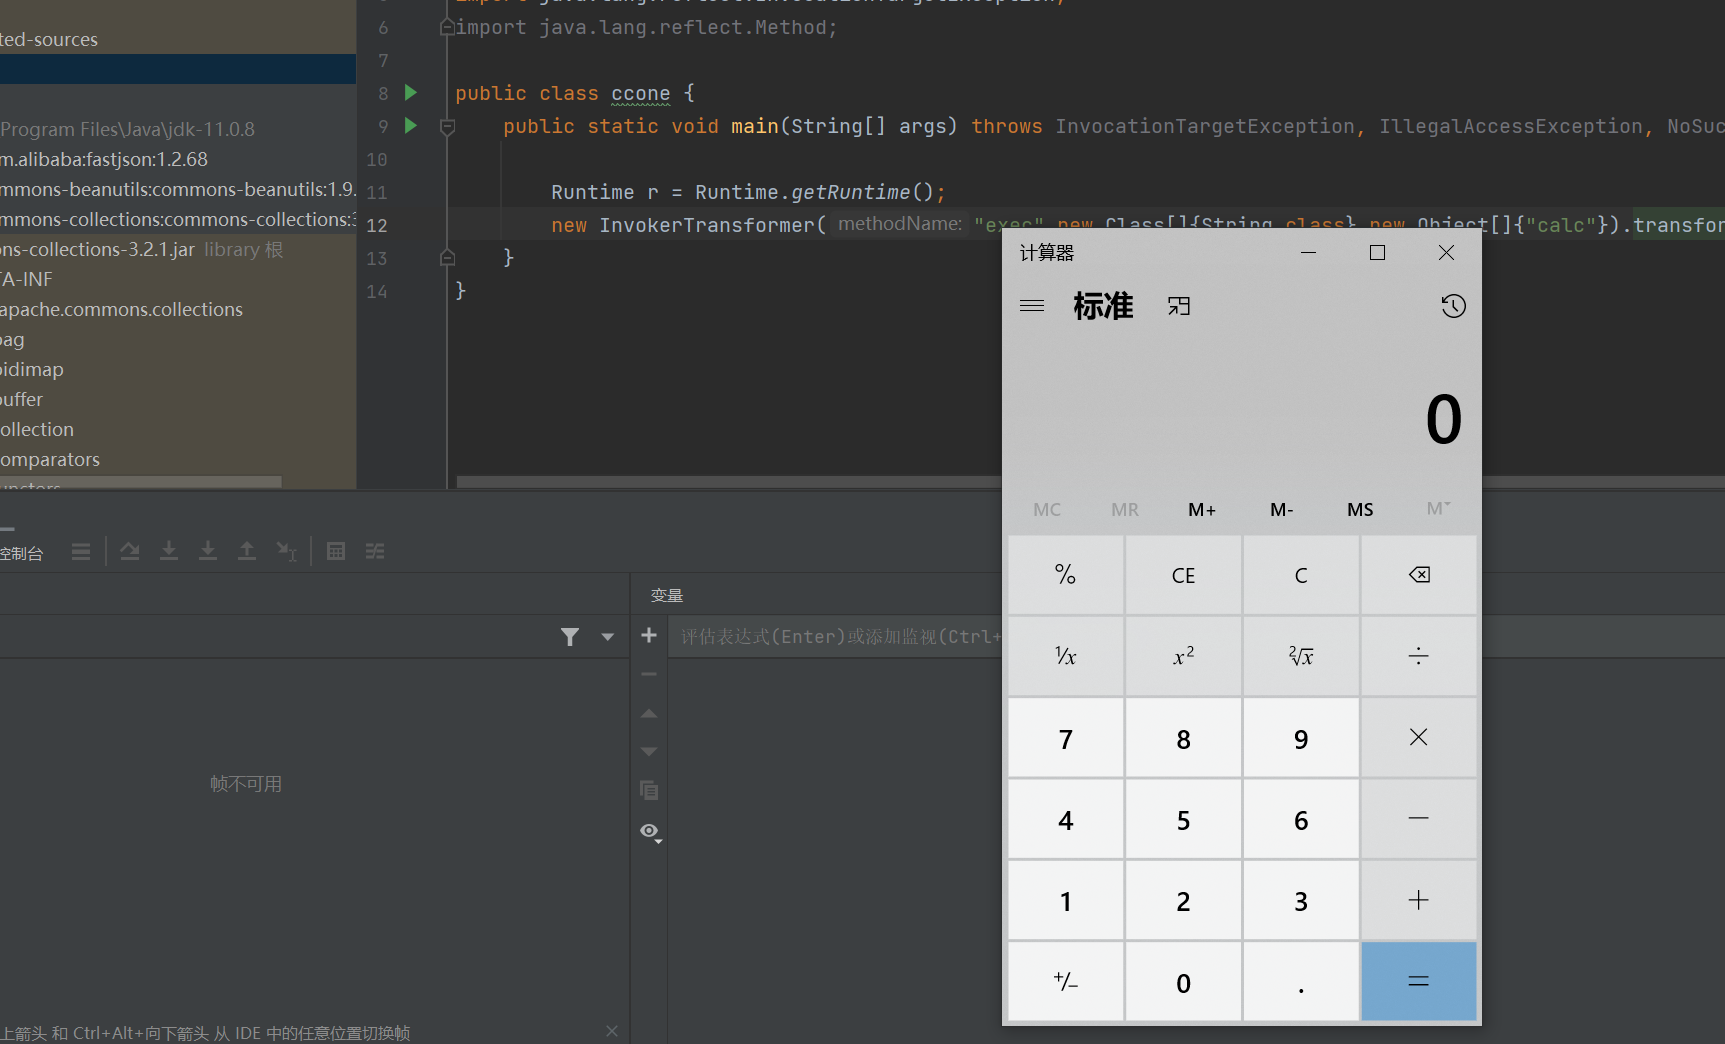 ted-sources
Program Files\Java\jdk-11.0.8
m.alibaba:fastjson:1.2.68
mmons-beanutils:commons-beanutils:1.9.
mmons-collections:commons-collections:3
ons-collections-3.2.1.jar library 根
TA-INF
apache.commons.collections
bag
bidimap
buffer
ollection
omparators
6 import java.lang.reflect.Method;
7
8 public class ccone {
9 public static void main(String[] args) throws InvocationTargetException, IllegalAccessException, NoSuc
10
11 Runtime r = Runtime.getRuntime();
12 new InvokerTransformer( methodName: "exec" new Class[]{String.class} new Object[]{"calc"}).transfor
13 }
14 }
计算器
标准
0
MC MR M+ M- MS M
% CE C
⅟x x² ²√x ÷
7 8 9 ×
4 5 6 −
1 2 3 +
+/− 0 . =
控制台
变量
评估表达式(Enter)或添加监视(Ctrl+
帧不可用
上箭头 和 Ctrl+Alt+向下箭头 从 IDE 中的任意位置切换帧